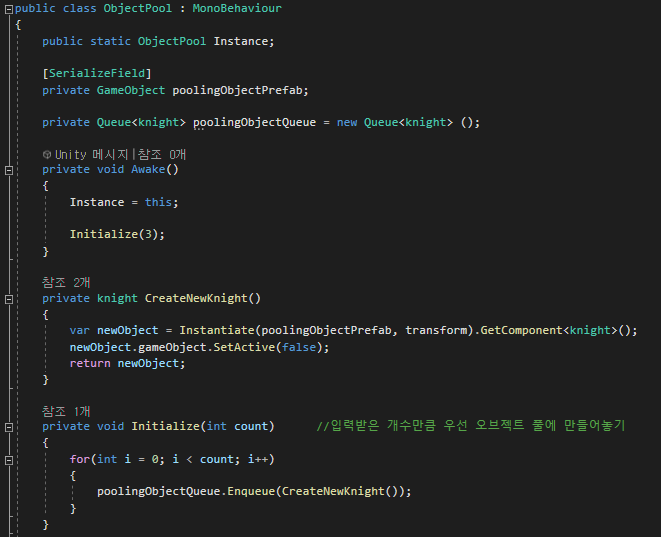 public class ObjectPool : MonoBehaviour
{
public static ObjectPool Instance;
[SerializeField]
private GameObject poolingObjectPrefab;
private Queue<knight> poolingObjectQueue = new Queue<knight> ();
Unity 메시지|참조 0개
private void Awake()
{
Instance = this;
Initialize(3);
}
참조 2개
private knight CreateNewKnight()
{
var newObject = Instantiate(poolingObjectPrefab, transform).GetComponent<knight>();
newObject.gameObject.SetActive(false);
return newObject;
}
참조 1개
private void Initialize(int count) //입력받은 개수만큼 우선 오브젝트 풀에 만들어놓기
{
for(int i = 0; i < count; i++)
{
poolingObjectQueue.Enqueue(CreateNewKnight());
}
}